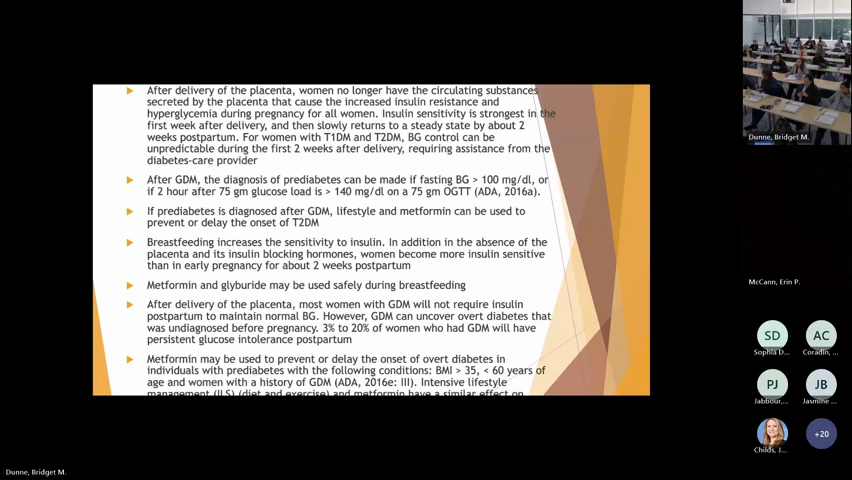 After delivery of the placenta, women no longer have the circulating substances
secreted by the placenta that cause the increased insulin resistance and
hyperglycemia during pregnancy for all women. Insulin sensitivity is strongest in the
first week after delivery, and then slowly returns to a steady state by about 2
weeks postpartum. For women with T1DM and T2DM, BG control can be
unpredictable during the first 2 weeks after delivery, requiring assistance from the
diabetes-care provider
After GDM, the diagnosis of prediabetes can be made if fasting BG > 100 mg/dl, or
if 2 hour after 75 gm glucose load is > 140 mg/dl on a 75 gm OGTT (ADA, 2016a).
If prediabetes is diagnosed after GDM, lifestyle and metformin can be used to
prevent or delay the onset of T2DM
Breastfeeding increases the sensitivity to insulin. In addition in the absence of the
placenta and its insulin blocking hormones, women become more insulin sensitive
than in early pregnancy for about 2 weeks postpartum
Metformin and glyburide may be used safely during breastfeeding
After delivery of the placenta, most women with GDM will not require insulin
postpartum to maintain normal BG. However, GDM can uncover overt diabetes that
was undiagnosed before pregnancy. 3% to 20% of women who had GDM will have
persistent glucose intolerance postpartum
Metformin may be used to prevent or delay the onset of overt diabetes in
individuals with prediabetes with the following conditions: BMI > 35, < 60 years of
age and women with a history of GDM (ADA, 2016e: III). Intensive lifestyle
management (ILS) (diet and exercise) and metformin have a similar effect on
Dunne, Bridget M.
McCann, Erin P.
SD
AC
Sophia D...
Coradin, ...
PJ
JB
Jabbour,...
Jasmine ...
+20
Childs, J...
Dunne, Bridget M.